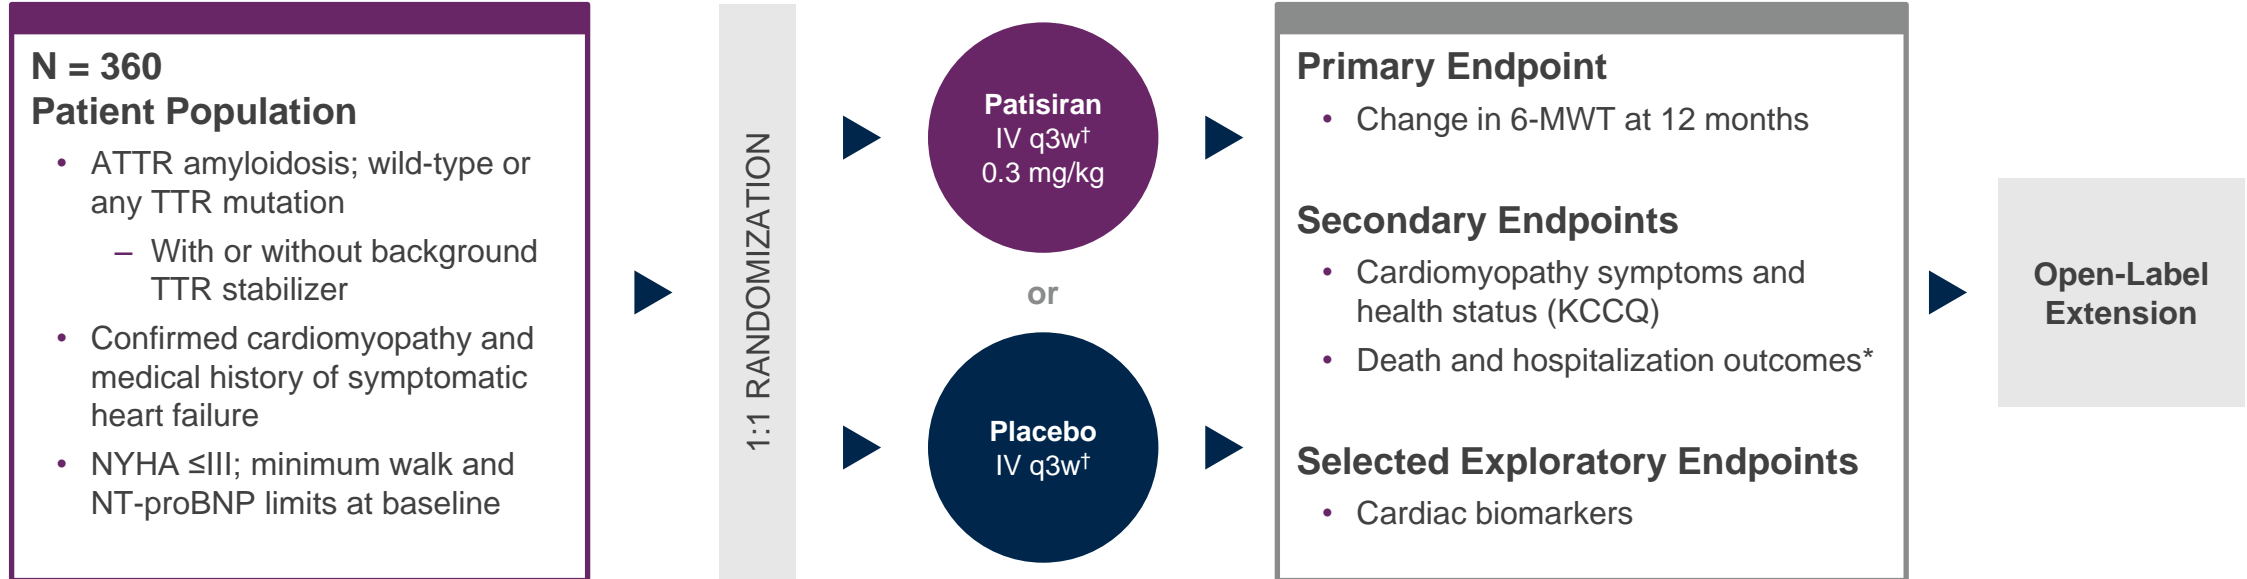 N = 360
Patient Population
• ATTR amyloidosis; wild-type or
any TTR mutation
– With or without background
TTR stabilizer
• Confirmed cardiomyopathy and
medical history of symptomatic
heart failure
• NYHA ≤III; minimum walk and
NT-proBNP limits at baseline
1:1 RANDOMIZATION
Patisiran
IV q3w†
0.3 mg/kg
or
Placebo
IV q3w†
Primary Endpoint
• Change in 6-MWT at 12 months
Secondary Endpoints
• Cardiomyopathy symptoms and
health status (KCCQ)
• Death and hospitalization outcomes*
Selected Exploratory Endpoints
• Cardiac biomarkers
Open-Label
Extension